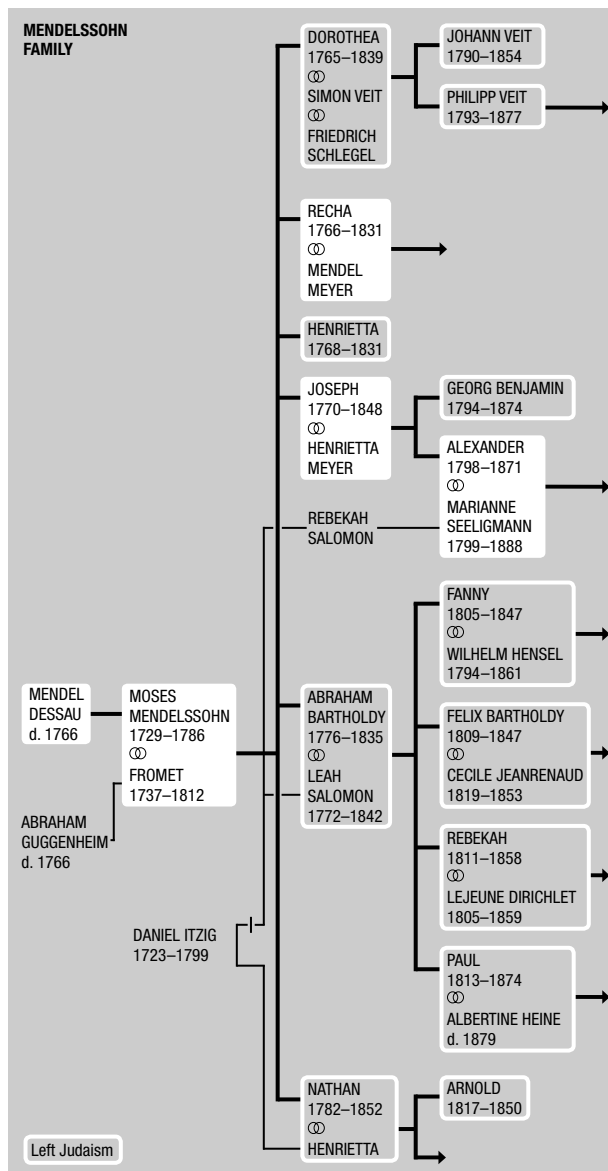 MENDELSSOHN
FAMILY
DOROTHEA
1765–1839
SIMON VEIT
FRIEDRICH
SCHLEGEL
JOHANN VEIT
1790–1854
PHILIPP VEIT
1793–1877
RECHA
1766–1831
MENDEL
MEYER
HENRIETTA
1768–1831
JOSEPH
1770–1848
HENRIETTA
MEYER
GEORG BENJAMIN
1794–1874
ALEXANDER
1798–1871
MARIANNE
SEELIGMANN
1799–1888
REBEKAH
SALOMON
FANNY
1805–1847
WILHELM HENSEL
1794–1861
MENDEL
DESSAU
d. 1766
MOSES
MENDELSSOHN
1729–1786
FROMET
1737–1812
ABRAHAM
GUGGENHEIM
d. 1766
ABRAHAM
BARTHOLDY
1776–1835
LEAH
SALOMON
1772–1842
FELIX BARTHOLDY
1809–1847
CECILE JEANRENAUD
1819–1853
REBEKAH
1811–1858
LEJEUNE DIRICHLET
1805–1859
DANIEL ITZIG
1723–1799
PAUL
1813–1874
ALBERTINE HEINE
d. 1879
NATHAN
1782–1852
HENRIETTA
ARNOLD
1817–1850
Left Judaism